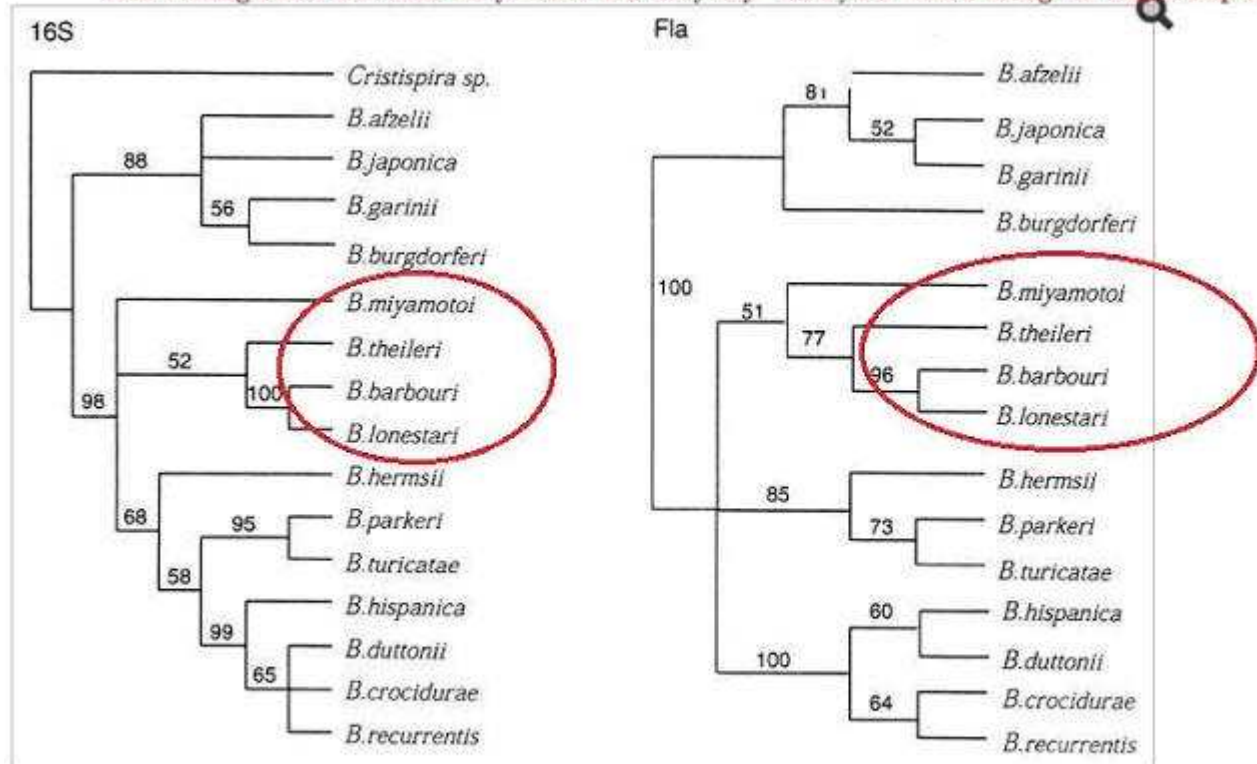 16S
Cristispira sp.
B.afzelii
88
B.japonica
B.garinii
56
B.burgdorferi
B.miyamotoi
B.theileri
52
B.barbouri
100
98
B.lonestari
B.hermsii
B.parkeri
68
95
B.turicatae
58
B.hispanica
99
B.duttonii
65
B.crocidurae
B.recurrentis
Fla
B.afzelii
81
B.japonica
52
B.garinii
B.burgdorferi
100
B.miyamotoi
51
B.theileri
77
B.barbouri
96
B.lonestari
B.hermsii
85
B.parkeri
73
B.turicatae
60
B.hispanica
B.duttonii
100
B.crocidurae
64
B.recurrentis